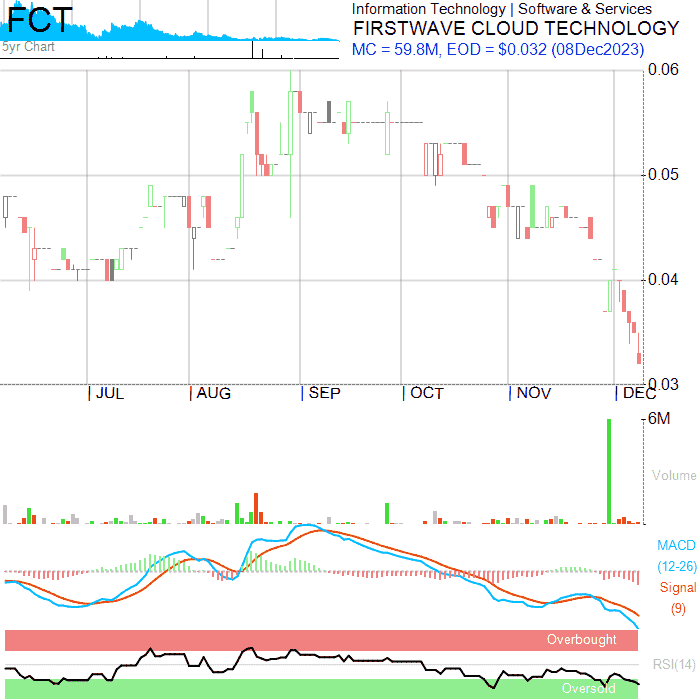 FCT
5yr Chart
Information Technology | Software & Services
FIRSTWAVE CLOUD TECHNOLOGY
MC = 59.8M, EOD = $0.032 (08Dec2023)
0.06
0.05
0.04
0.03
JUL AUG SEP OCT NOV DEC
6M
Volume
MACD
(12-26)
Signal
(9)
Overbought
RSI(14)
Oversold